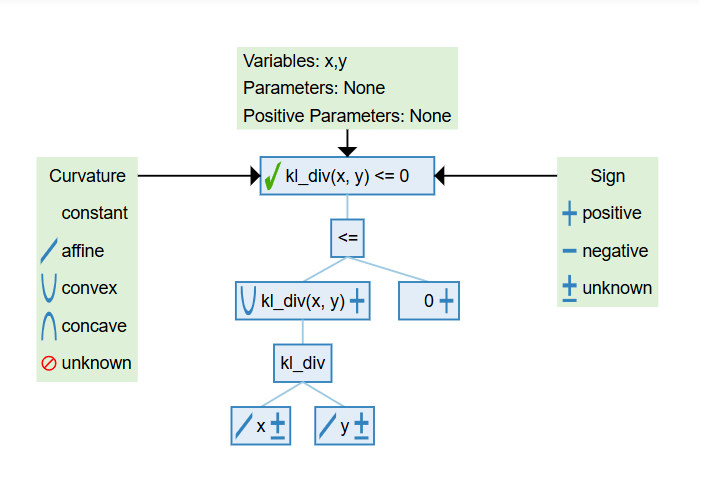 Variables: x,y
Parameters: None
Positive Parameters: None
Curvature
constant
affine
convex
concave
unknown
kl_div(x, y) <= 0
Sign
positive
negative
unknown
<=
kl_div(x, y)
0
kl_div
x
y